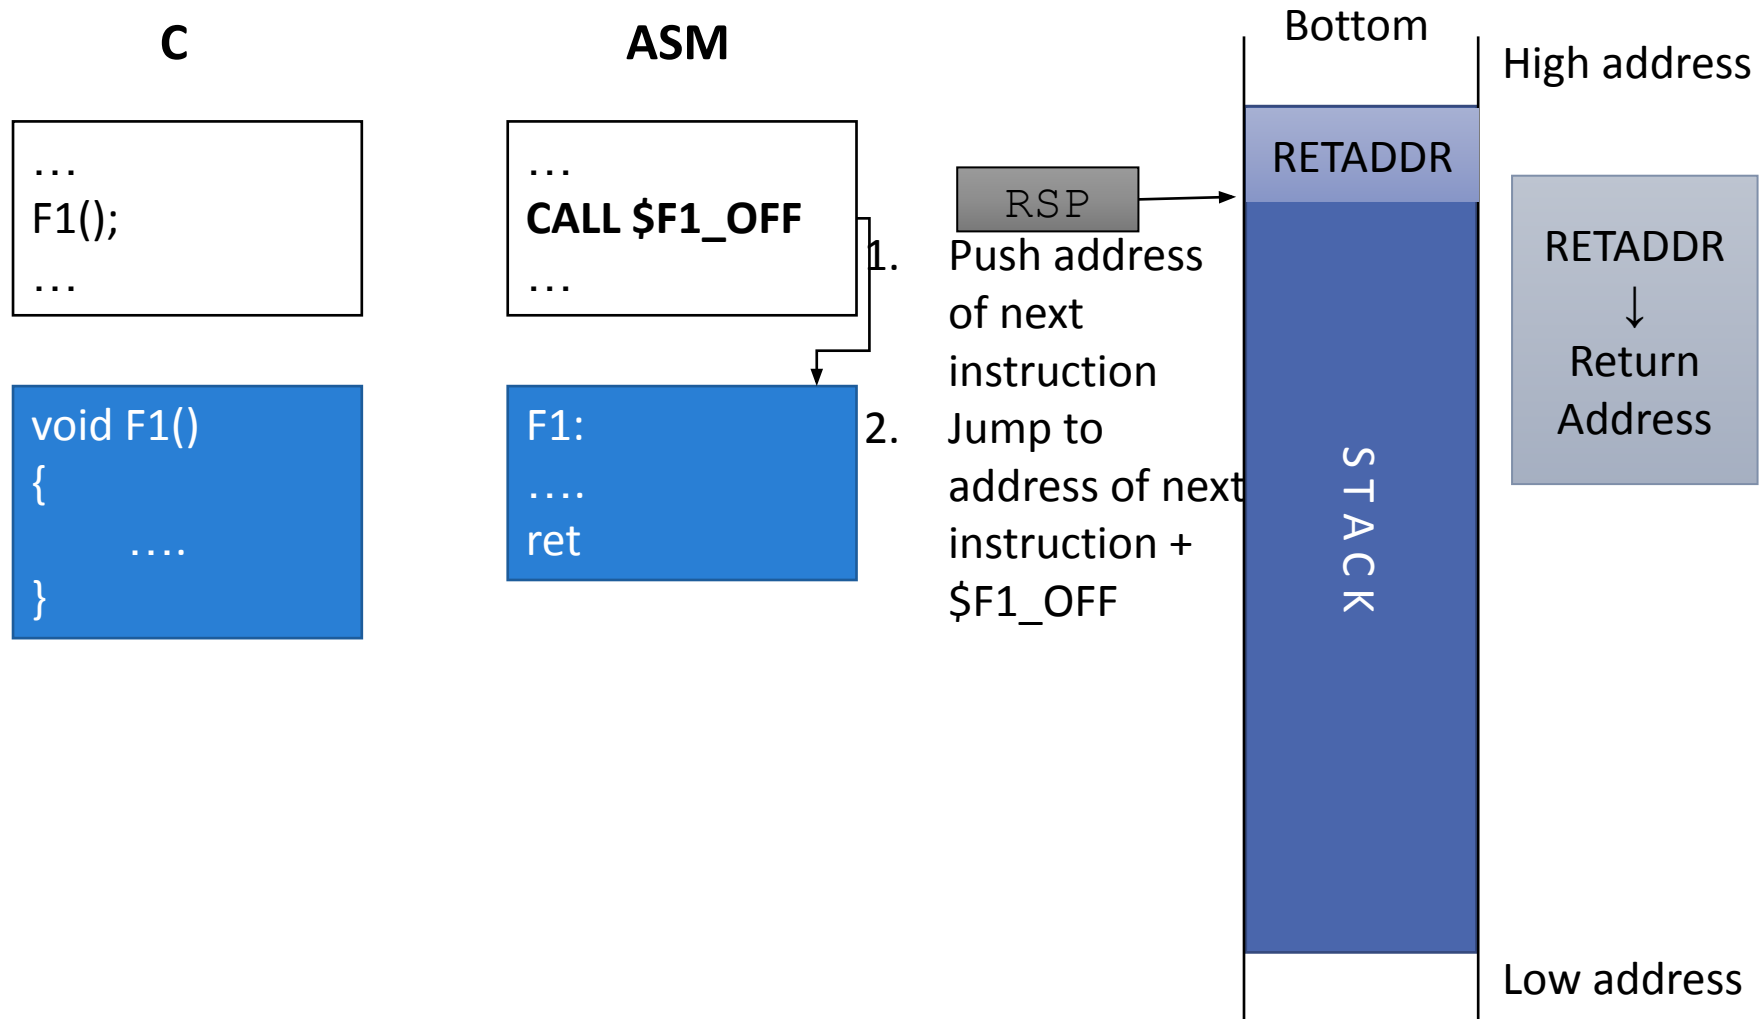 C
…
F1();
…
void F1()
{
….
}
ASM
…
CALL $F1_OFF
…
F1:
….
ret
RSP
1. Push address
of next
instruction
2. Jump to
address of next
instruction +
$F1_OFF
Bottom
RETADDR
STACK
High address
RETADDR
↓
Return
Address
Low address